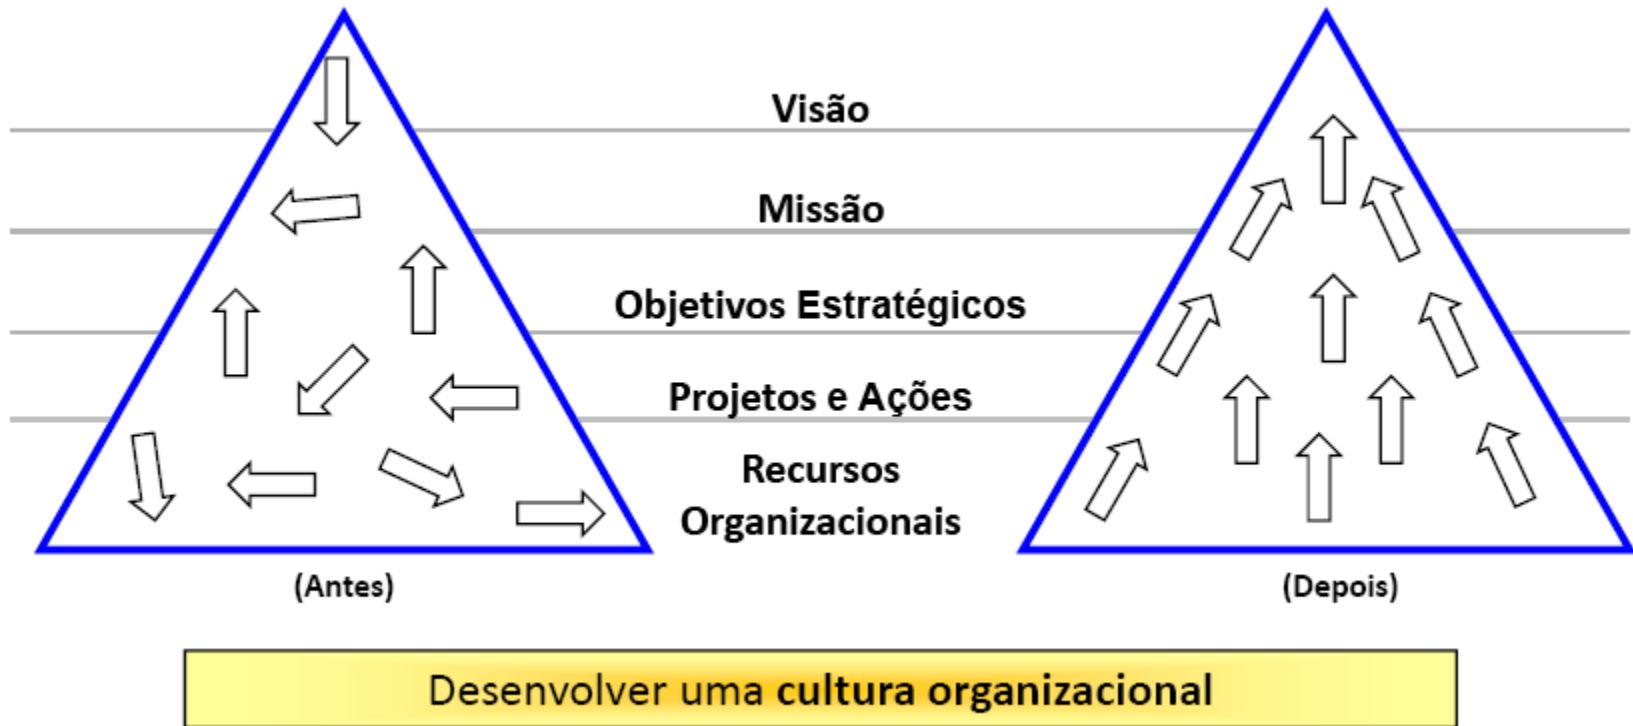 Visão
Missão
Objetivos Estratégicos
Projetos e Ações
Recursos
Organizacionais
(Antes)
(Depois)
Desenvolver uma cultura organizacional